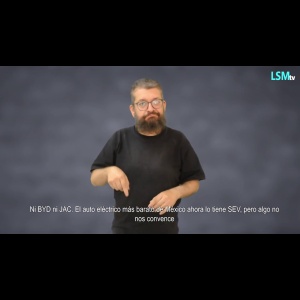 LSMtv
Ni BYD ni JAC. El auto eléctrico más barato de México ahora lo tiene SEV, pero algo no
nos convence